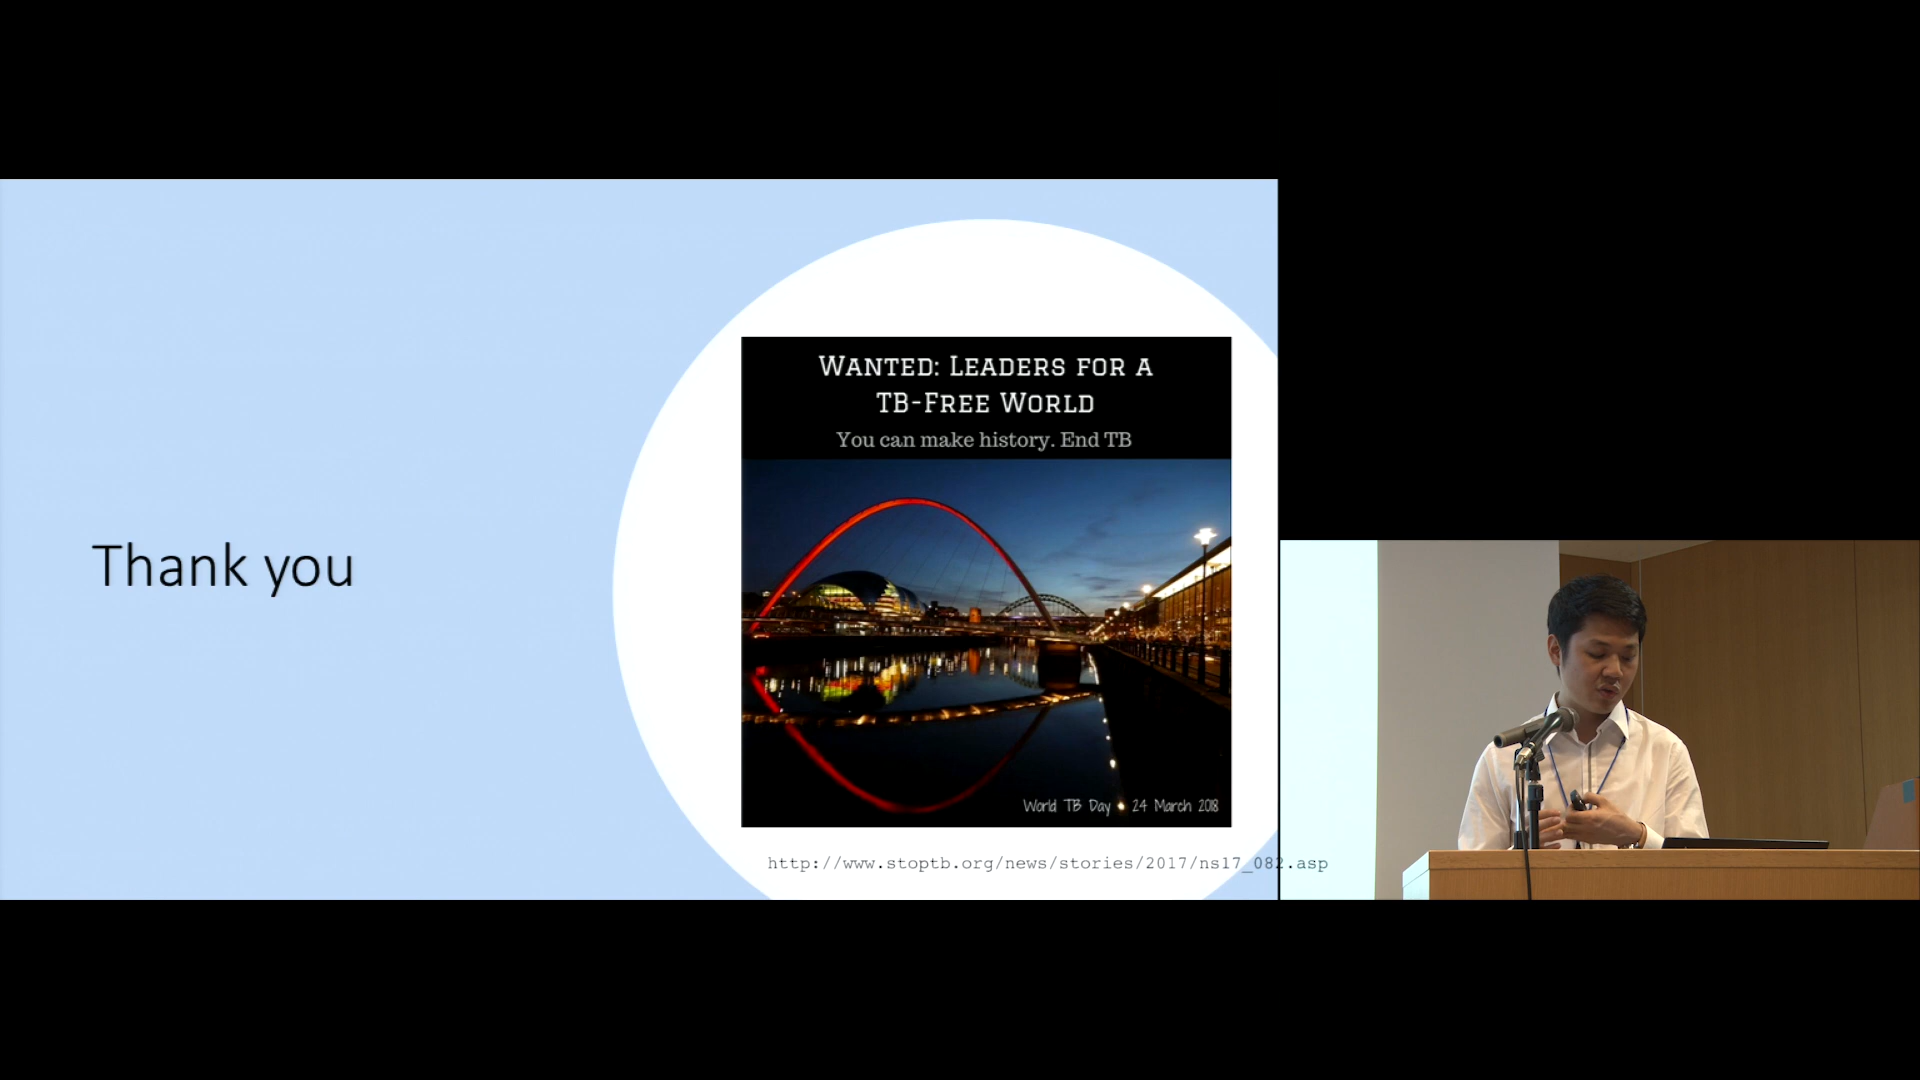 Thank you
Wanted: Leaders for a
TB-Free World
You can make history. End TB
World TB Day • 24 March 2018
http://www.stoptb.org/news/stories/2017/ns17_082.asp